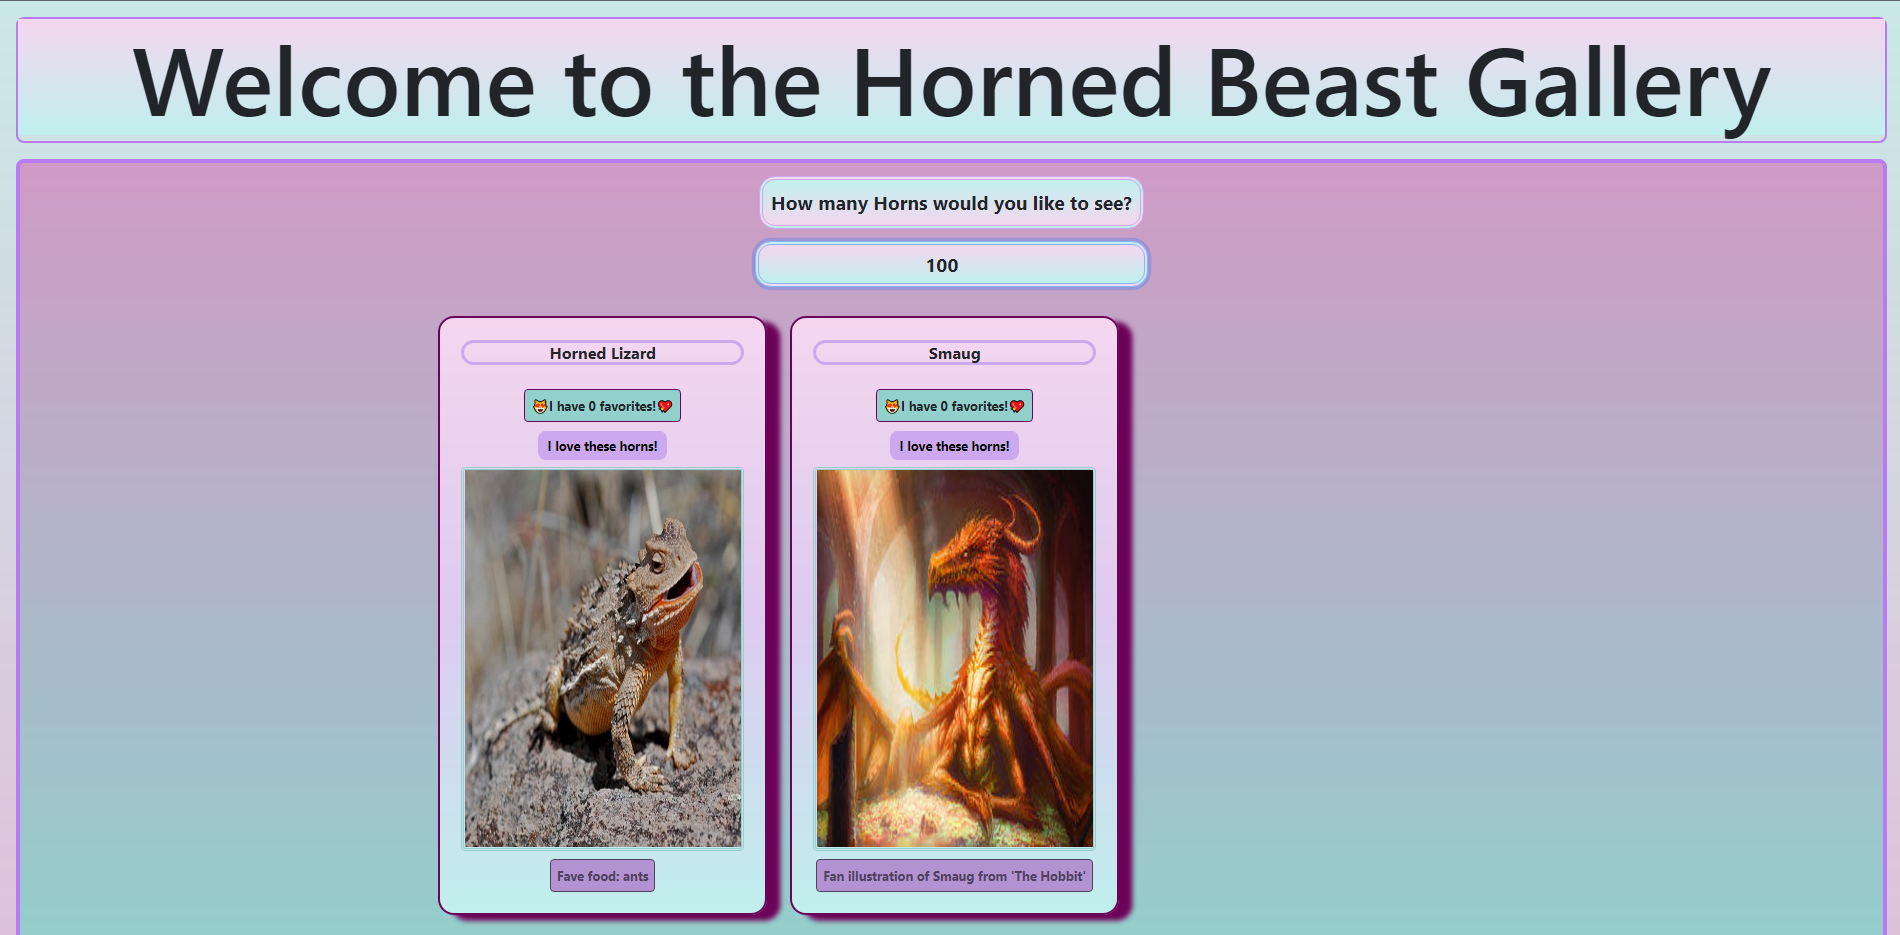 Welcome to the Horned Beast Gallery
How many Horns would you like to see?
100
Horned Lizard
😻I have 0 favorites!💖
I love these horns!
Fave food: ants
Smaug
😻I have 0 favorites!💖
I love these horns!
Fan illustration of Smaug from 'The Hobbit'